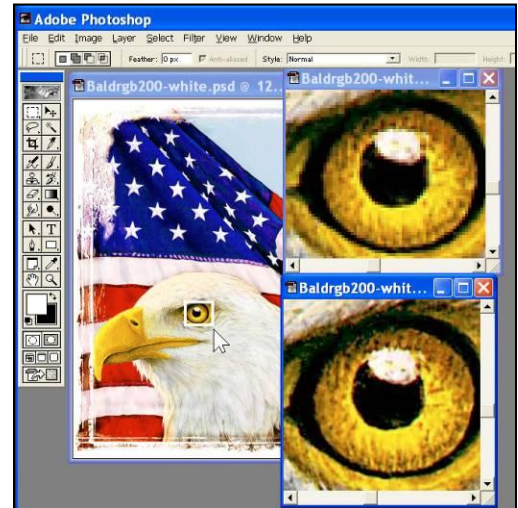 Adobe Photoshop
File Edit Image Layer Select Filter View Window Help
Feather: 0 px Anti-aliased Style: Normal Width: Height:
Baldrgb200-white.psd @ 12...
Baldrgb200-whit...
Baldrgb200-whit...
T